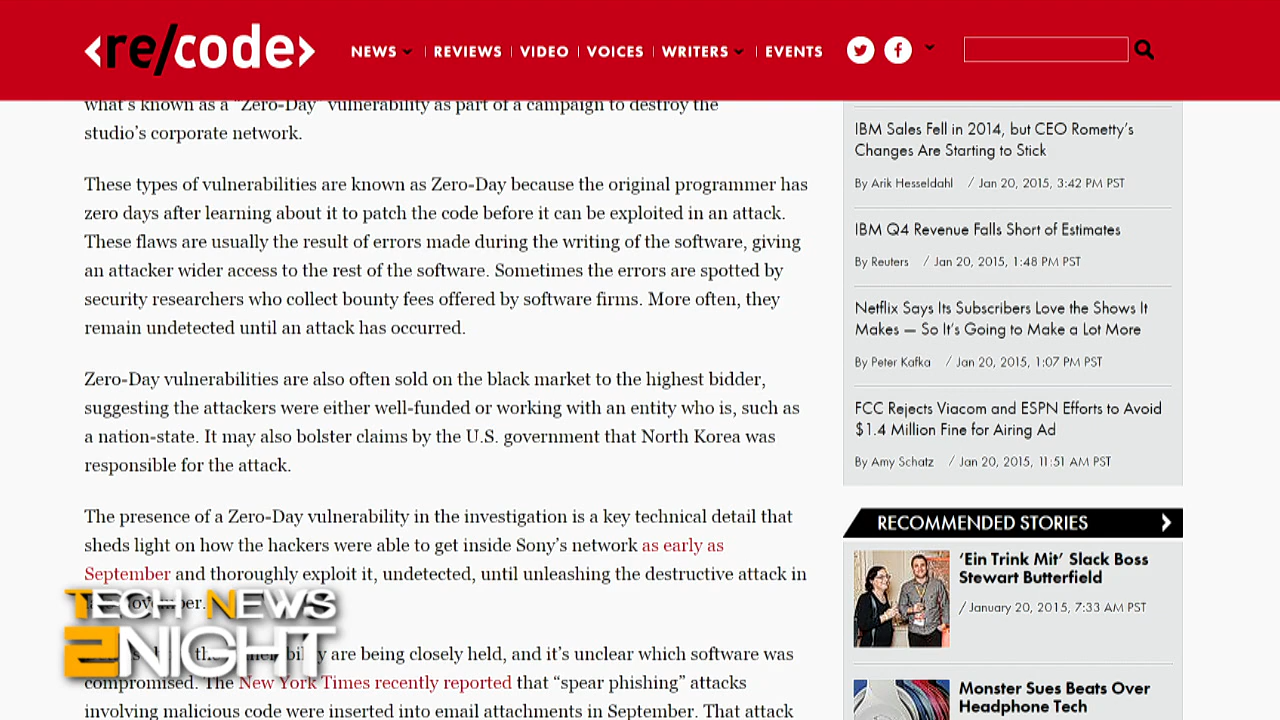 <re/code>
NEWS
REVIEWS
VIDEO
VOICES
WRITERS
EVENTS
what's known as a "Zero-Day" vulnerability as part of a campaign to destroy the
studio's corporate network.
These types of vulnerabilities are known as Zero-Day because the original programmer has
zero days after learning about it to patch the code before it can be exploited in an attack.
These flaws are usually the result of errors made during the writing of the software, giving
an attacker wider access to the rest of the software. Sometimes the errors are spotted by
security researchers who collect bounty fees offered by software firms. More often, they
remain undetected until an attack has occurred.
Zero-Day vulnerabilities are also often sold on the black market to the highest bidder,
suggesting the attackers were either well-funded or working with an entity who is, such as
a nation-state. It may also bolster claims by the U.S. government that North Korea was
responsible for the attack.
The presence of a Zero-Day vulnerability in the investigation is a key technical detail that
sheds light on how the hackers were able to get inside Sony's network as early as
September and thoroughly exploit it, undetected, until unleashing the destructive attack in
the are being closely held, and it's unclear which software was
compromised. The New York Times recently reported that "spear phishing" attacks
involving malicious code were inserted into email attachments in September. That attack
TECH NEWS
2NIGHT
IBM Sales Fell in 2014, but CEO Rometty's
Changes Are Starting to Stick
By Arik Hesseldahl / Jan 20, 2015, 3:42 PM PST
IBM Q4 Revenue Falls Short of Estimates
By Reuters / Jan 20, 2015, 1:48 PM PST
Netflix Says Its Subscribers Love the Shows It
Makes — So It's Going to Make a Lot More
By Peter Kafka / Jan 20, 2015, 1:07 PM PST
FCC Rejects Viacom and ESPN Efforts to Avoid
$1.4 Million Fine for Airing Ad
By Amy Schatz / Jan 20, 2015, 11:51 AM PST
RECOMMENDED STORIES
'Ein Trink Mit' Slack Boss
Stewart Butterfield
/ January 20, 2015, 7:33 AM PST
Monster Sues Beats Over
Headphone Tech